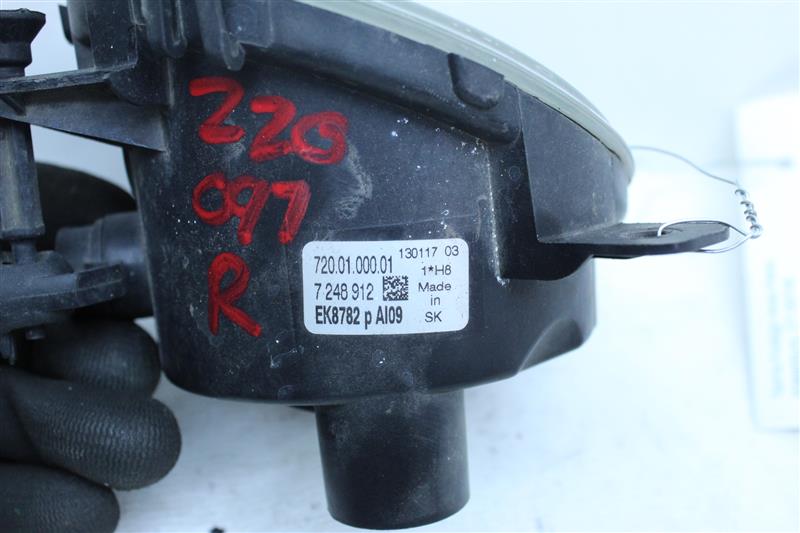 220
097
R
720.01.000.01 130117 03
7 248 912 1*H8
Made
in
EK8782 p AI09 SK